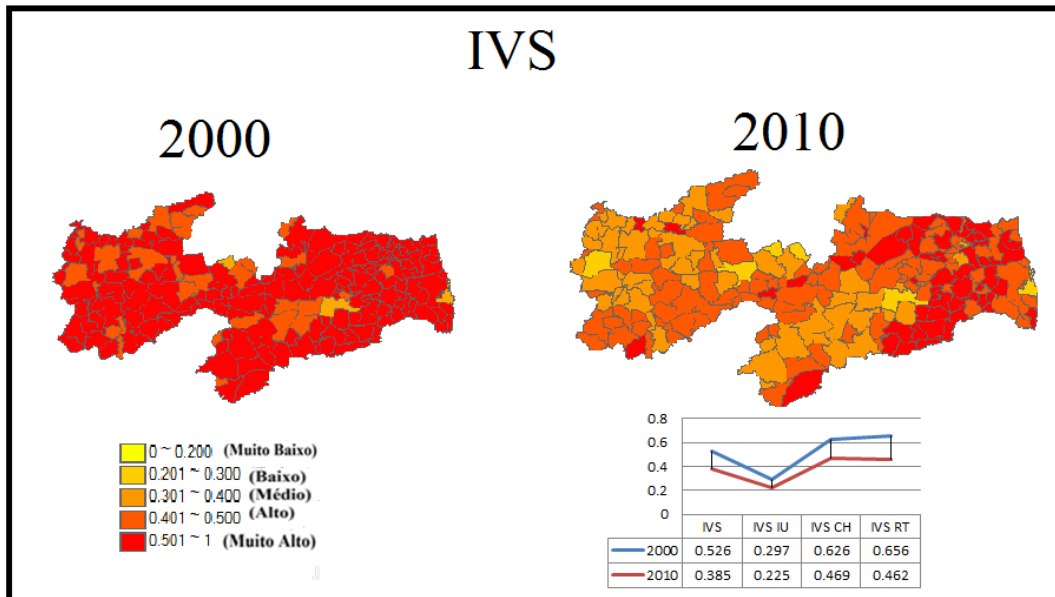 IVS
2000
2010
0 ~ 0.200 (Muito Baixo)
0.201 ~ 0.300 (Baixo)
0.301 ~ 0.400 (Médio)
0.401 ~ 0.500 (Alto)
0.501 ~ 1 (Muito Alto)
0.8
0.6
0.4
0.2
0
IVS IVS IU IVS CH IVS RT
2000 0.526 0.297 0.626 0.656
2010 0.385 0.225 0.469 0.462